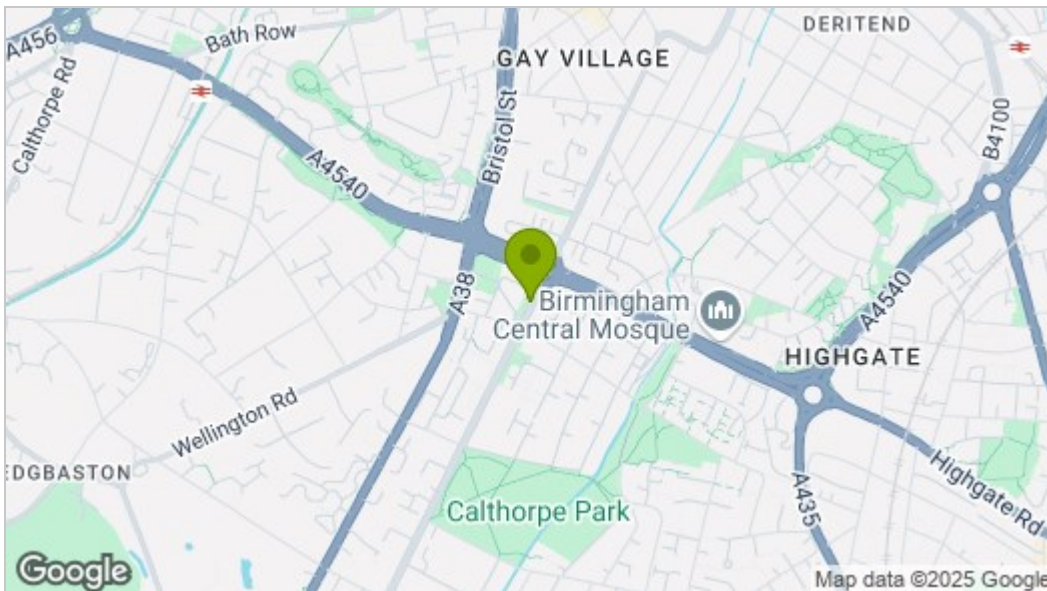 A456
Bath Row
DERITEND
GAY VILLAGE
Calthorpe Rd
Bristol St
B4100
A4540
A38
Birmingham
Central Mosque
A4540
HIGHGATE
Wellington Rd
EDGBASTON
Calthorpe Park
A435
Highgate Rd
Google
Map data ©2025 Google